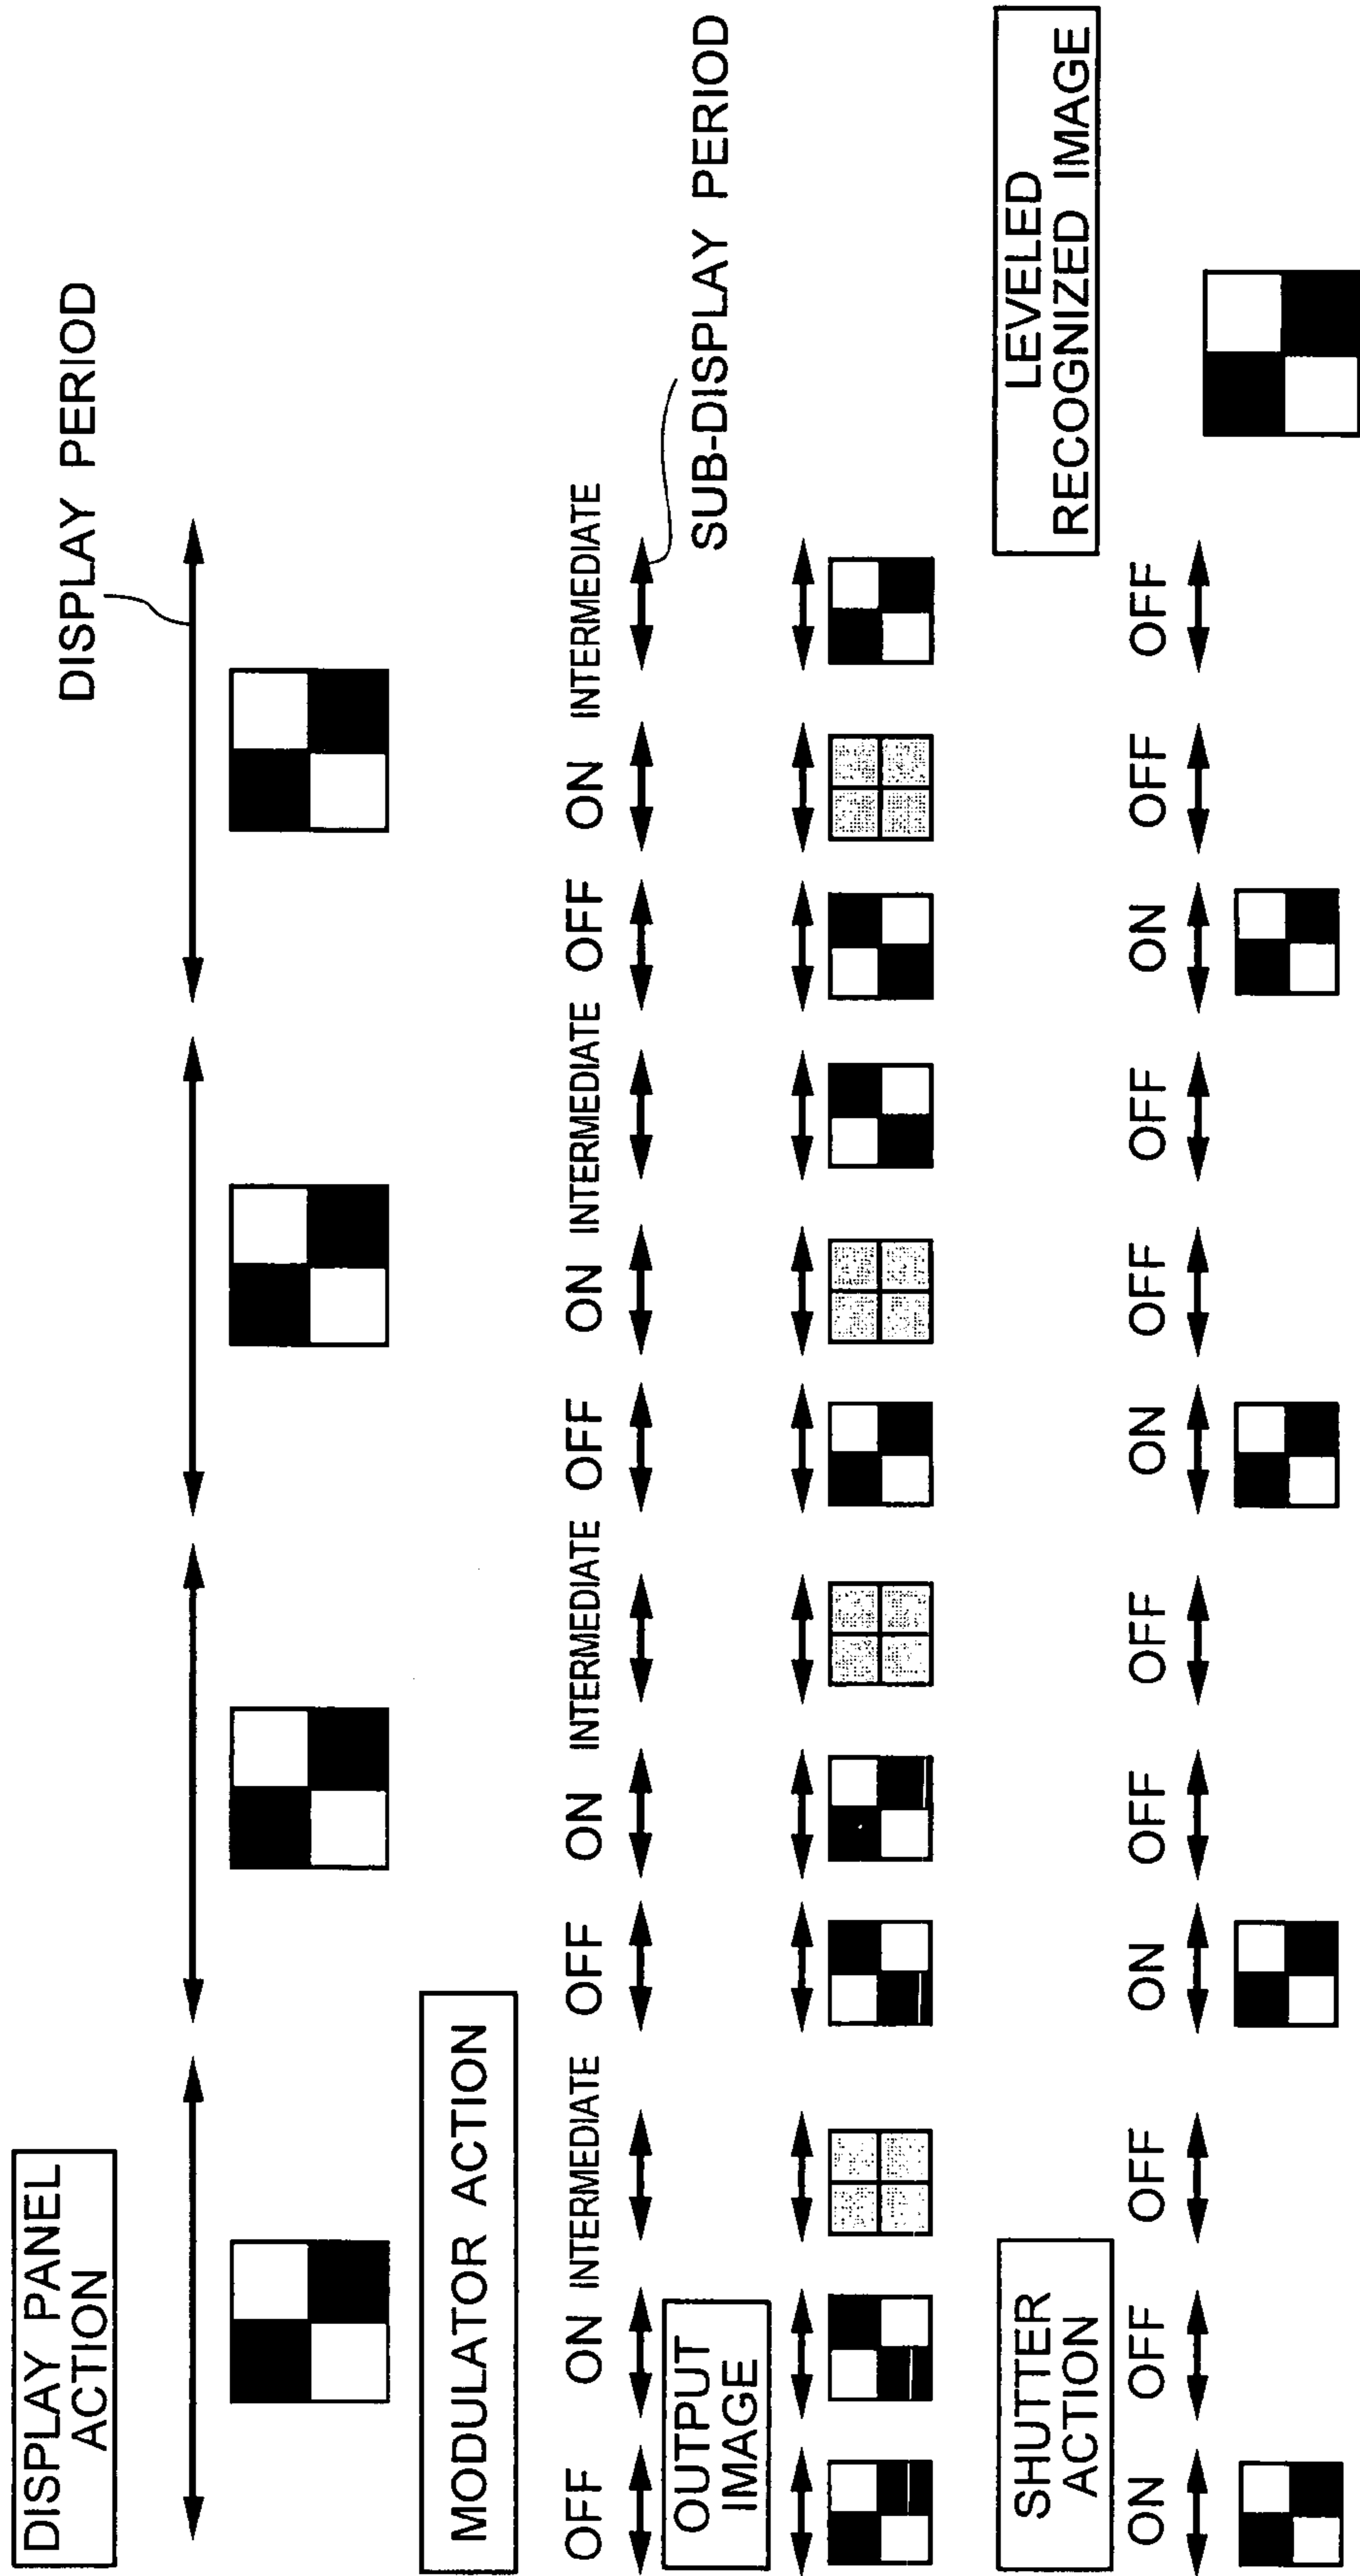 DISPLAY PANEL
ACTION
DISPLAY PERIOD
MODULATOR ACTION
OFF ON INTERMEDIATE OFF ON INTERMEDIATE OFF ON INTERMEDIATE OFF ON INTERMEDIATE
SUB-DISPLAY PERIOD
OUTPUT
IMAGE
SHUTTER
ACTION
LEVELED
RECOGNIZED IMAGE
ON OFF OFF ON OFF OFF ON OFF OFF ON OFF OFF